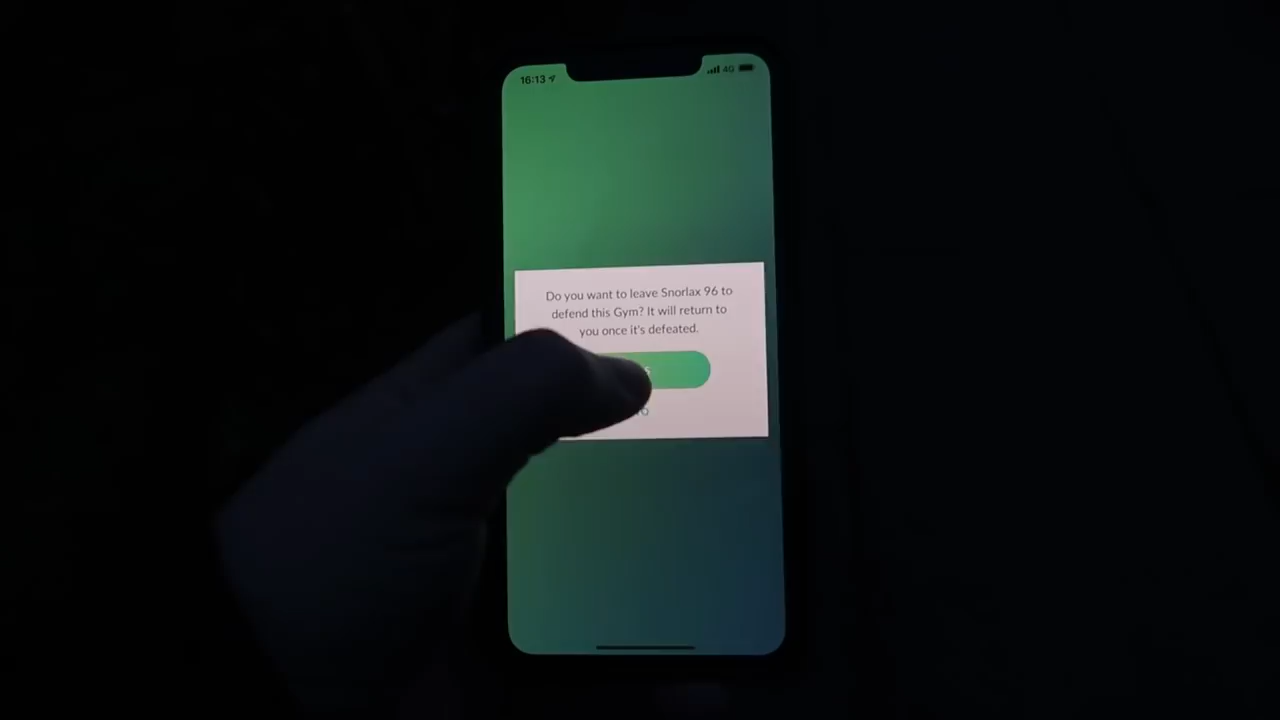 16:13
4G
Do you want to leave Snorlax 96 to
defend this Gym? It will return to
you once it's defeated.